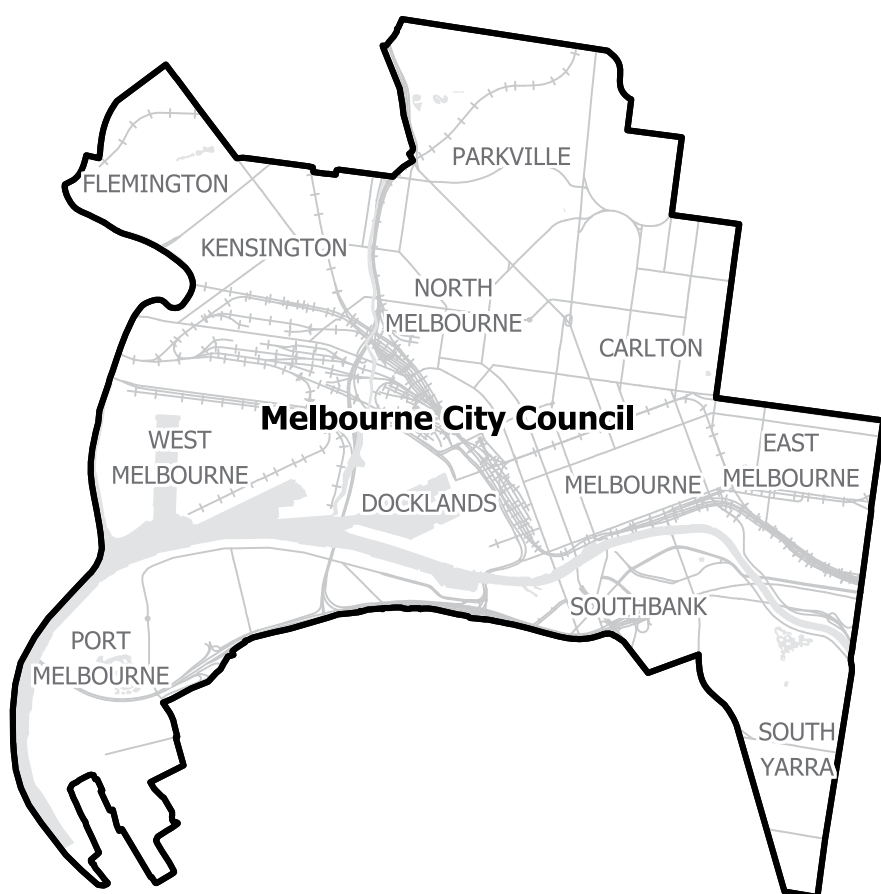 PARKVILLE
FLEMINGTON
KENSINGTON
NORTH
MELBOURNE
CARLTON
Melbourne City Council
WEST
MELBOURNE
EAST
MELBOURNE
MELBOURNE
DOCKLANDS
SOUTHBANK
PORT
MELBOURNE
SOUTH
YARRA